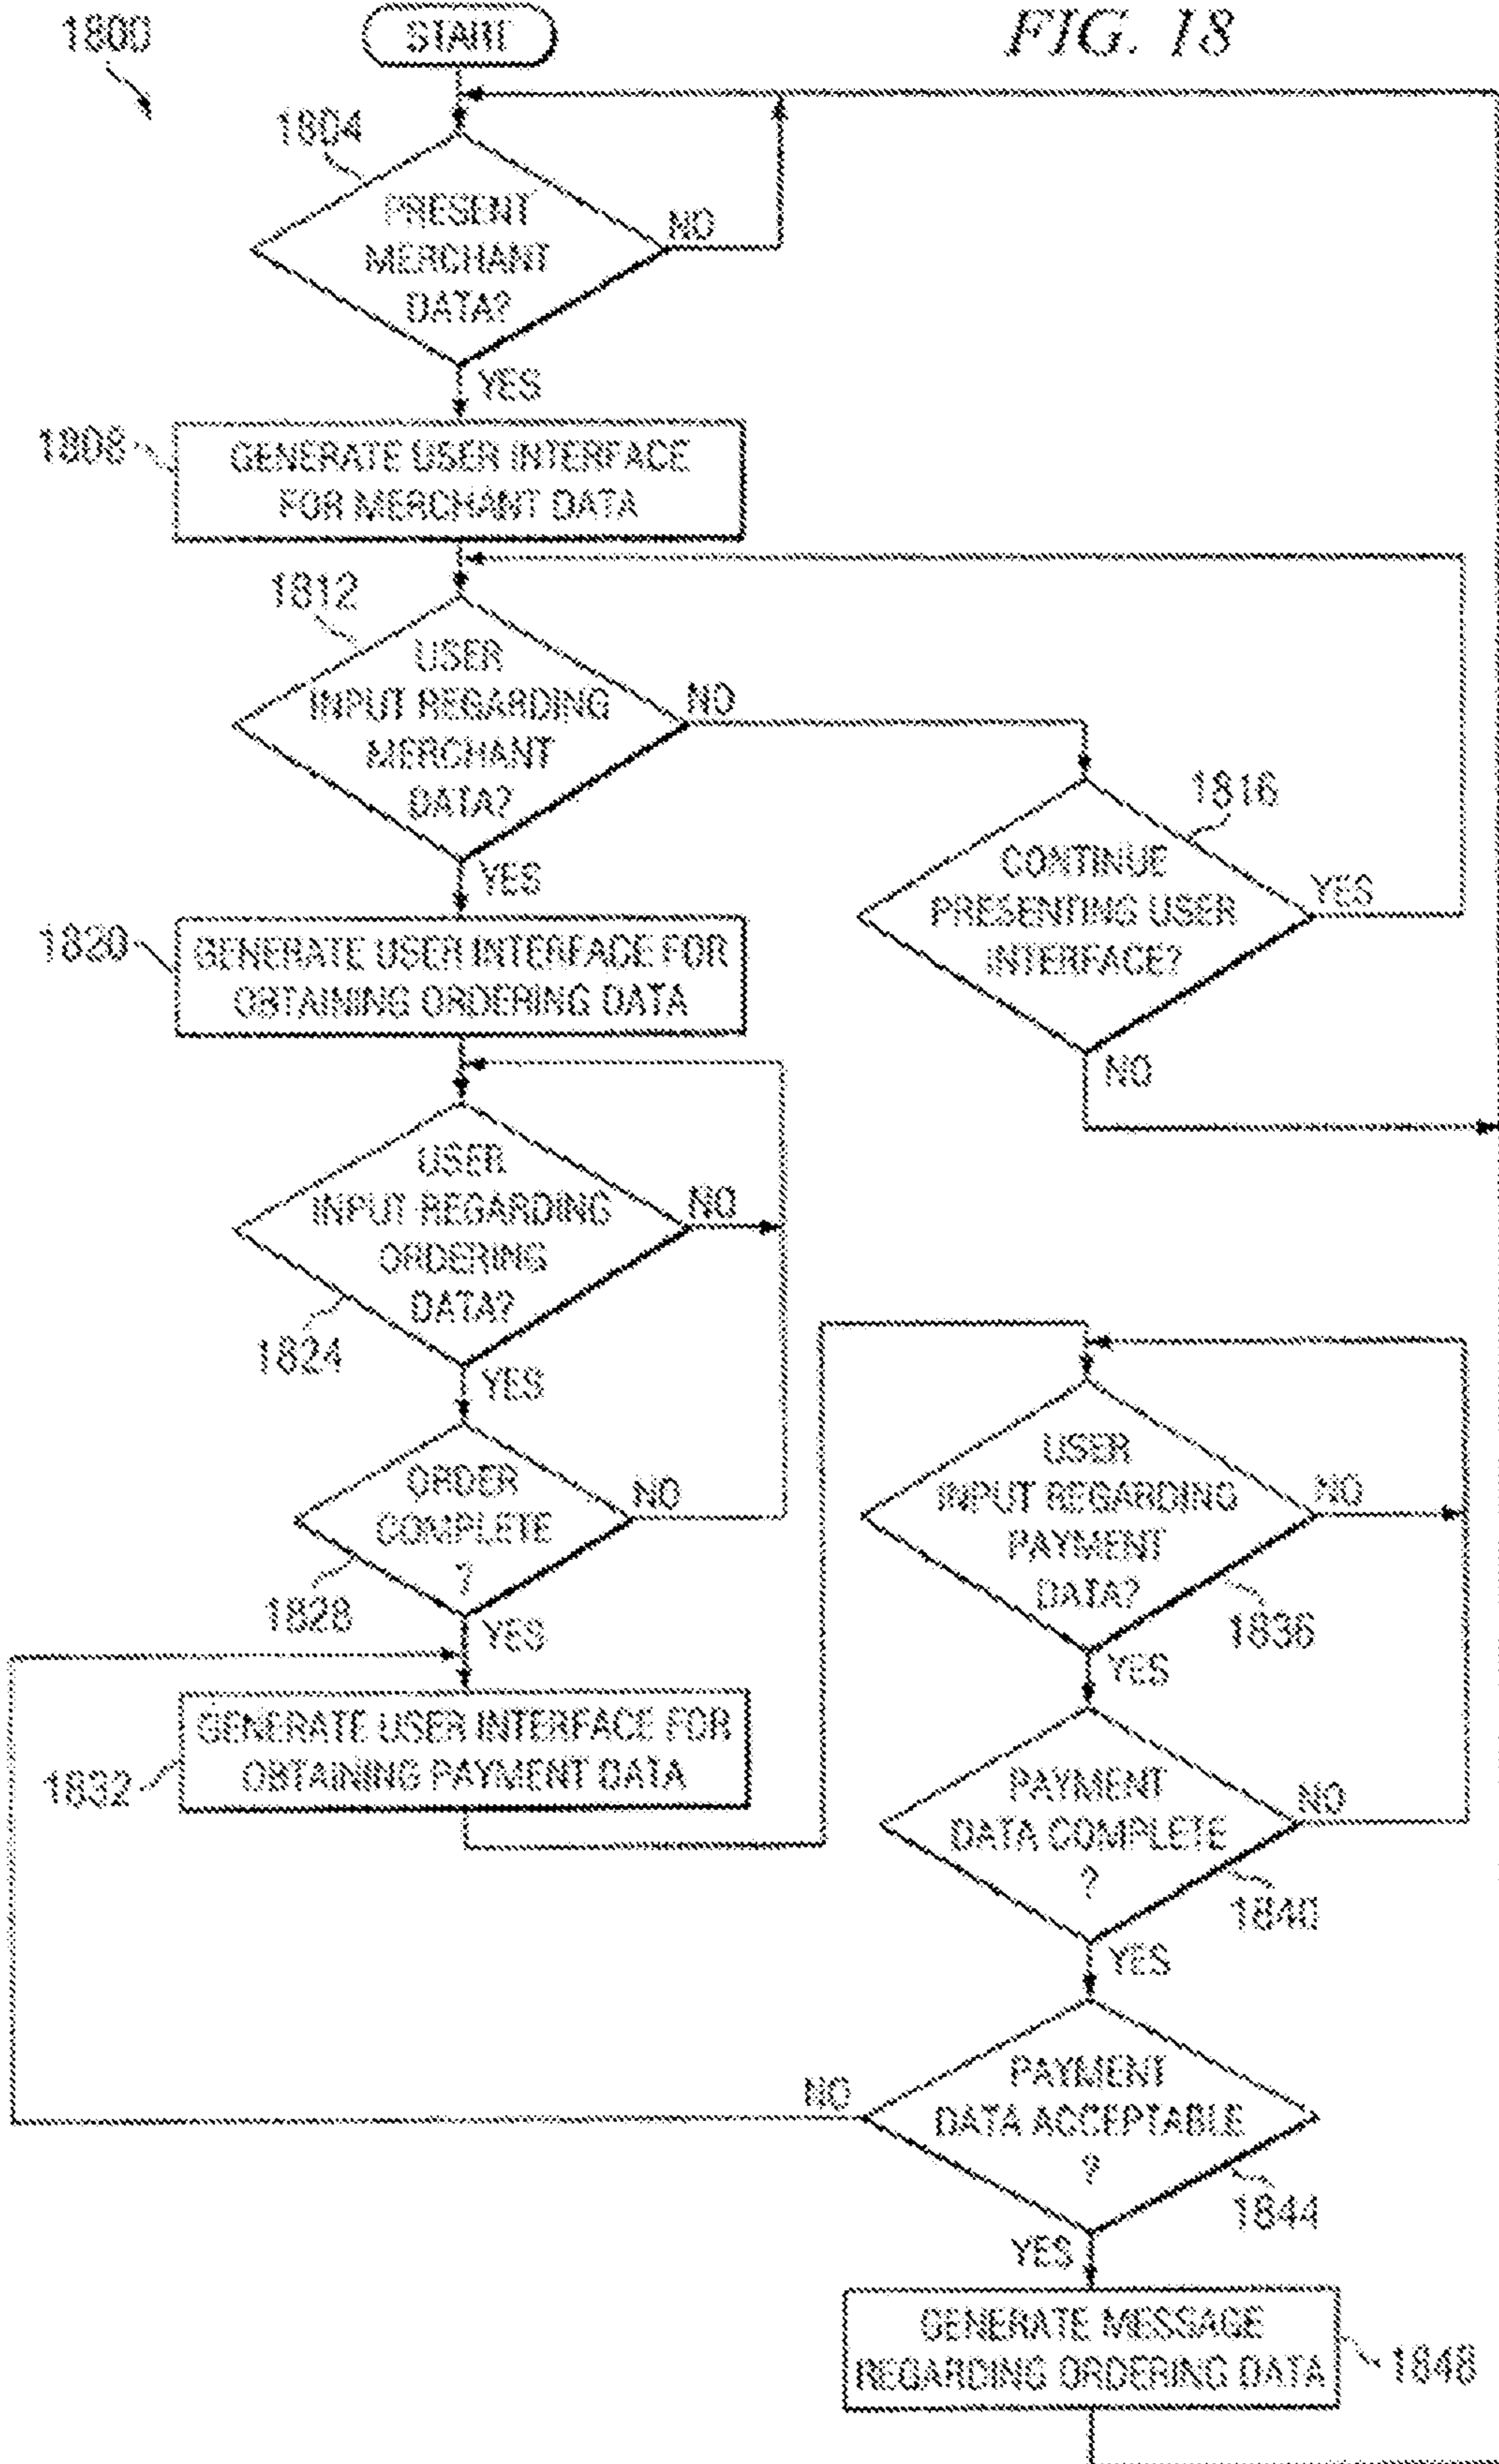 1800
START
FIG. 18
1804
PRESENT
MERCHANT
DATA?
NO
YES
1808
GENERATE USER INTERFACE
FOR MERCHANT DATA
1812
USER
INPUT REGARDING
MERCHANT
DATA?
NO
YES
1816
CONTINUE
PRESENTING USER
INTERFACE?
YES
NO
1820
GENERATE USER INTERFACE FOR
OBTAINING ORDERING DATA
USER
INPUT REGARDING
ORDERING
DATA?
NO
1824
YES
ORDER
COMPLETE
?
NO
1828
YES
1832
GENERATE USER INTERFACE FOR
OBTAINING PAYMENT DATA
USER
INPUT REGARDING
PAYMENT
DATA?
NO
1836
YES
PAYMENT
DATA COMPLETE
?
NO
1840
YES
PAYMENT
DATA ACCEPTABLE
?
NO
1844
YES
GENERATE MESSAGE
REGARDING ORDERING DATA
1848